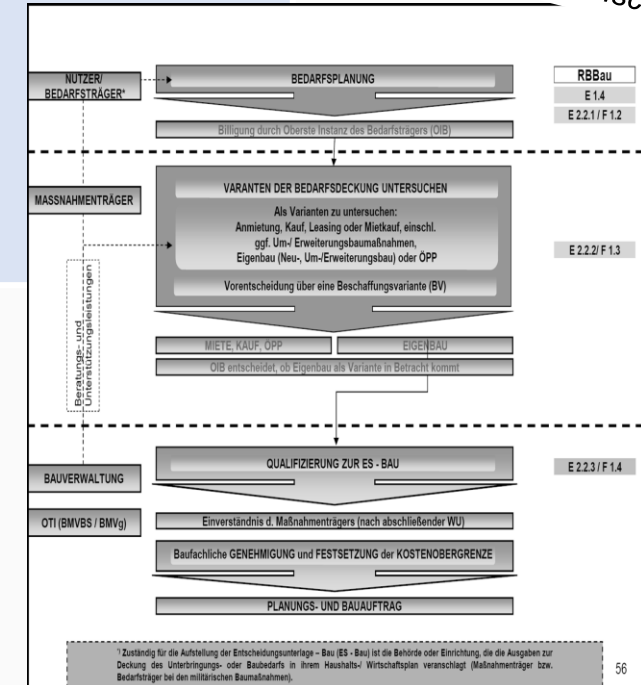 RBBau
NUTZER/
BEDARFSTRÄGER*
BEDARFSPLANUNG
E 1.4
E 2.2.1 / F 1.2
Billigung durch Oberste Instanz des Bedarfsträgers (OIB)
MASSNAHMENTRÄGER
VARIANTEN DER BEDARFSDECKUNG UNTERSUCHEN
Als Varianten zu untersuchen:
Anmietung, Kauf, Leasing oder Mietkauf, einschl.
ggf. Um-/ Erweiterungsbaumaßnahmen,
Eigenbau (Neu-, Um-/Erweiterungsbau) oder ÖPP
E 2.2.2/ F 1.3
Vorentscheidung über eine Beschaffungsvariante (BV)
Beratungs- und
Unterstützungsleistungen
MIETE, KAUF, ÖPP
EIGENBAU
OIB entscheidet, ob Eigenbau als Variante in Betracht kommt
BAUVERWALTUNG
QUALIFIZIERUNG ZUR ES - BAU
E 2.2.3 / F 1.4
OTI (BMVBS / BMVg)
Einverständnis d. Maßnahmenträgers (nach abschließender WU)
Baufachliche GENEHMIGUNG und FESTSETZUNG der KOSTENOBERGRENZE
PLANUNGS- UND BAUAUFTRAG
*) Zuständig für die Aufstellung der Entscheidungsunterlage – Bau (ES - Bau) ist die Behörde oder Einrichtung, die die Ausgaben zur
Deckung des Unterbringungs- oder Baubedarfs in ihrem Haushalts-/ Wirtschaftsplan veranschlagt (Maßnahmenträger bzw.
Bedarfsträger bei den militärischen Baumaßnahmen).
56